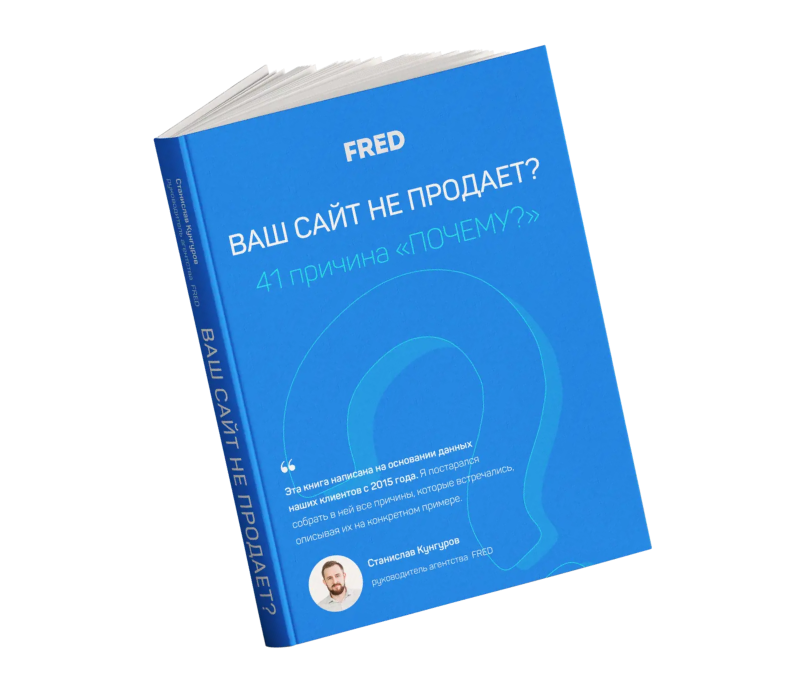 FRED
ВАШ САЙТ НЕ ПРОДАЕТ?
41 причина «ПОЧЕМУ?»
“
Эта книга написана на основании данных
наших клиентов с 2015 года. Я постарался
собрать в ней все причины, которые встречались,
описывая их на конкретном примере.
Станислав Кунгуров
руководитель агентства FRED
Станислав Кунгуров
руководитель агентства FRED
ВАШ САЙТ НЕ ПРОДАЕТ?